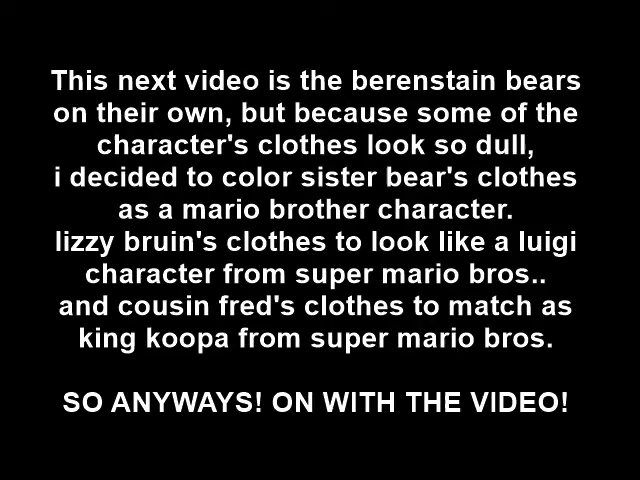 This next video is the berenstain bears
on their own, but because some of the
character's clothes look so dull,
i decided to color sister bear's clothes
as a mario brother character.
lizzy bruin's clothes to look like a luigi
character from super mario bros..
and cousin fred's clothes to match as
king koopa from super mario bros.
SO ANYWAYS! ON WITH THE VIDEO!